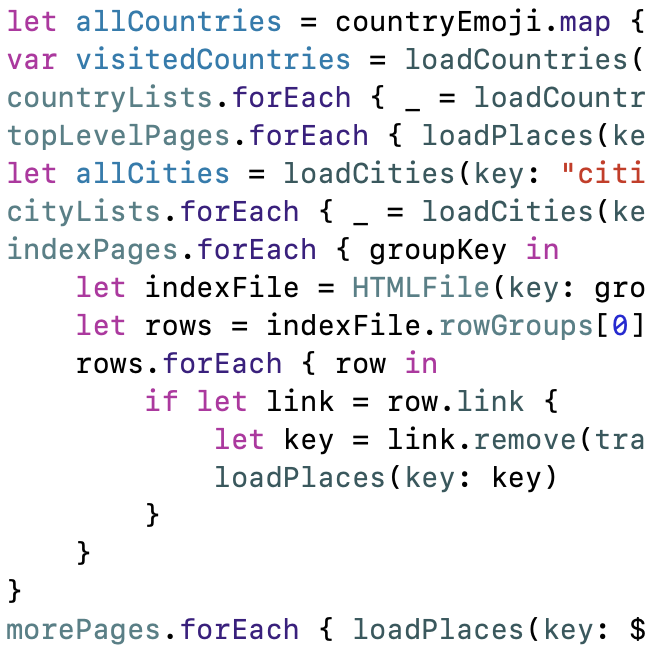 let allCountries = countryEmoji.map {
var visitedCountries = loadCountries(
countryLists.forEach { _ = loadCountr
topLevelPages.forEach { loadPlaces(ke
let allCities = loadCities(key: "citi
cityLists.forEach { _ = loadCities(ke
indexPages.forEach { groupKey in
    let indexFile = HTMLFile(key: gro
    let rows = indexFile.rowGroups[0]
    rows.forEach { row in
        if let link = row.link {
            let key = link.remove(tra
            loadPlaces(key: key)
        }
    }
}
morePages.forEach { loadPlaces(key: $